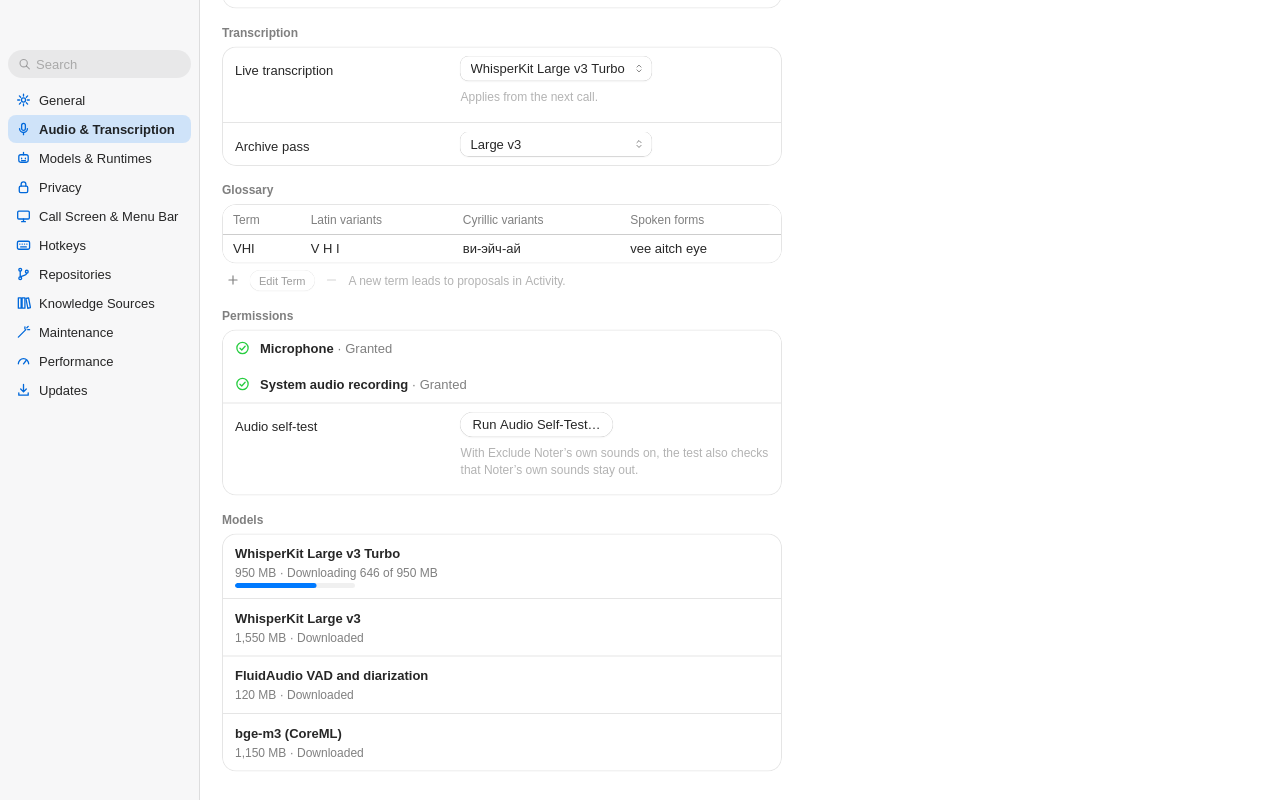 Search
General
Audio & Transcription
Models & Runtimes
Privacy
Call Screen & Menu Bar
Hotkeys
Repositories
Knowledge Sources
Maintenance
Performance
Updates
Transcription
Live transcription
WhisperKit Large v3 Turbo
Applies from the next call.
Archive pass
Large v3
Glossary
Term Latin variants Cyrillic variants Spoken forms
VHI V H I ви-эйч-ай vee aitch eye
Edit Term A new term leads to proposals in Activity.
Permissions
Microphone · Granted
System audio recording · Granted
Audio self-test
Run Audio Self-Test…
With Exclude Noter’s own sounds on, the test also checks
that Noter’s own sounds stay out.
Models
WhisperKit Large v3 Turbo
950 MB · Downloading 646 of 950 MB
WhisperKit Large v3
1,550 MB · Downloaded
FluidAudio VAD and diarization
120 MB · Downloaded
bge-m3 (CoreML)
1,150 MB · Downloaded